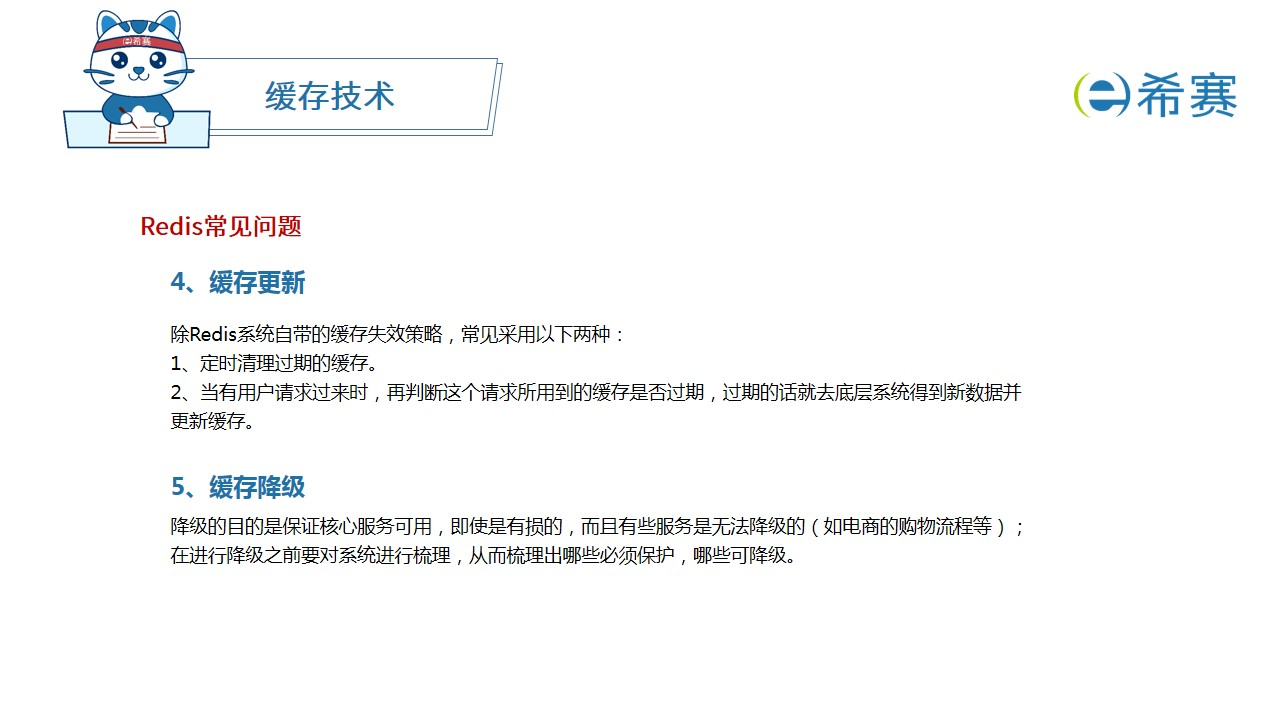 希赛
缓存技术
希赛
Redis常见问题
4、缓存更新
除Redis系统自带的缓存失效策略，常见采用以下两种：
1、定时清理过期的缓存。
2、当有用户请求过来时，再判断这个请求所用到的缓存是否过期，过期的话就去底层系统得到新数据并
更新缓存。
5、缓存降级
降级的目的是保证核心服务可用，即使是有损的，而且有些服务是无法降级的（如电商的购物流程等）；
在进行降级之前要对系统进行梳理，从而梳理出哪些必须保护，哪些可降级。